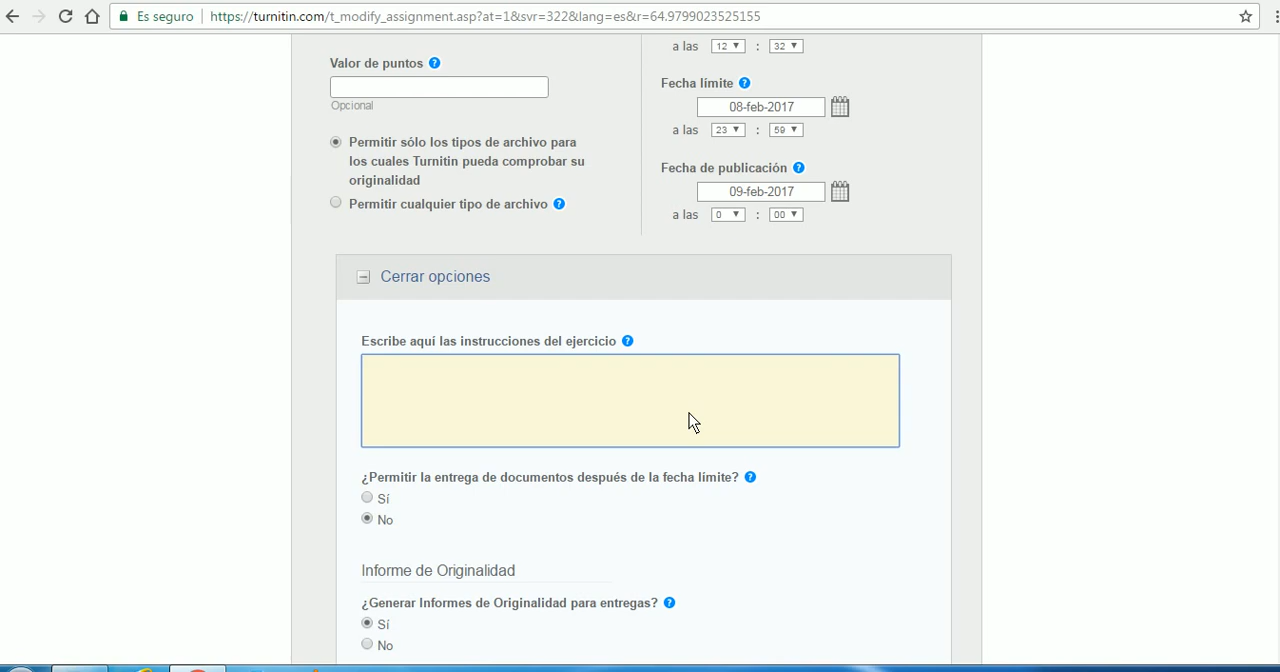 Es seguro
https://turnitin.com/t_modify_assignment.asp?at=1&svr=322&lang=es&r=64.9799023525155
a las 12 : 32
Valor de puntos ?
Opcional
Fecha límite ?
08-feb-2017
a las 23 : 59
Permitir sólo los tipos de archivo para
los cuales Turnitin pueda comprobar su
originalidad
Permitir cualquier tipo de archivo ?
Fecha de publicación ?
09-feb-2017
a las 0 : 00
Cerrar opciones
Escribe aquí las instrucciones del ejercicio ?
¿Permitir la entrega de documentos después de la fecha límite? ?
Sí
No
Informe de Originalidad
¿Generar Informes de Originalidad para entregas? ?
Sí
No